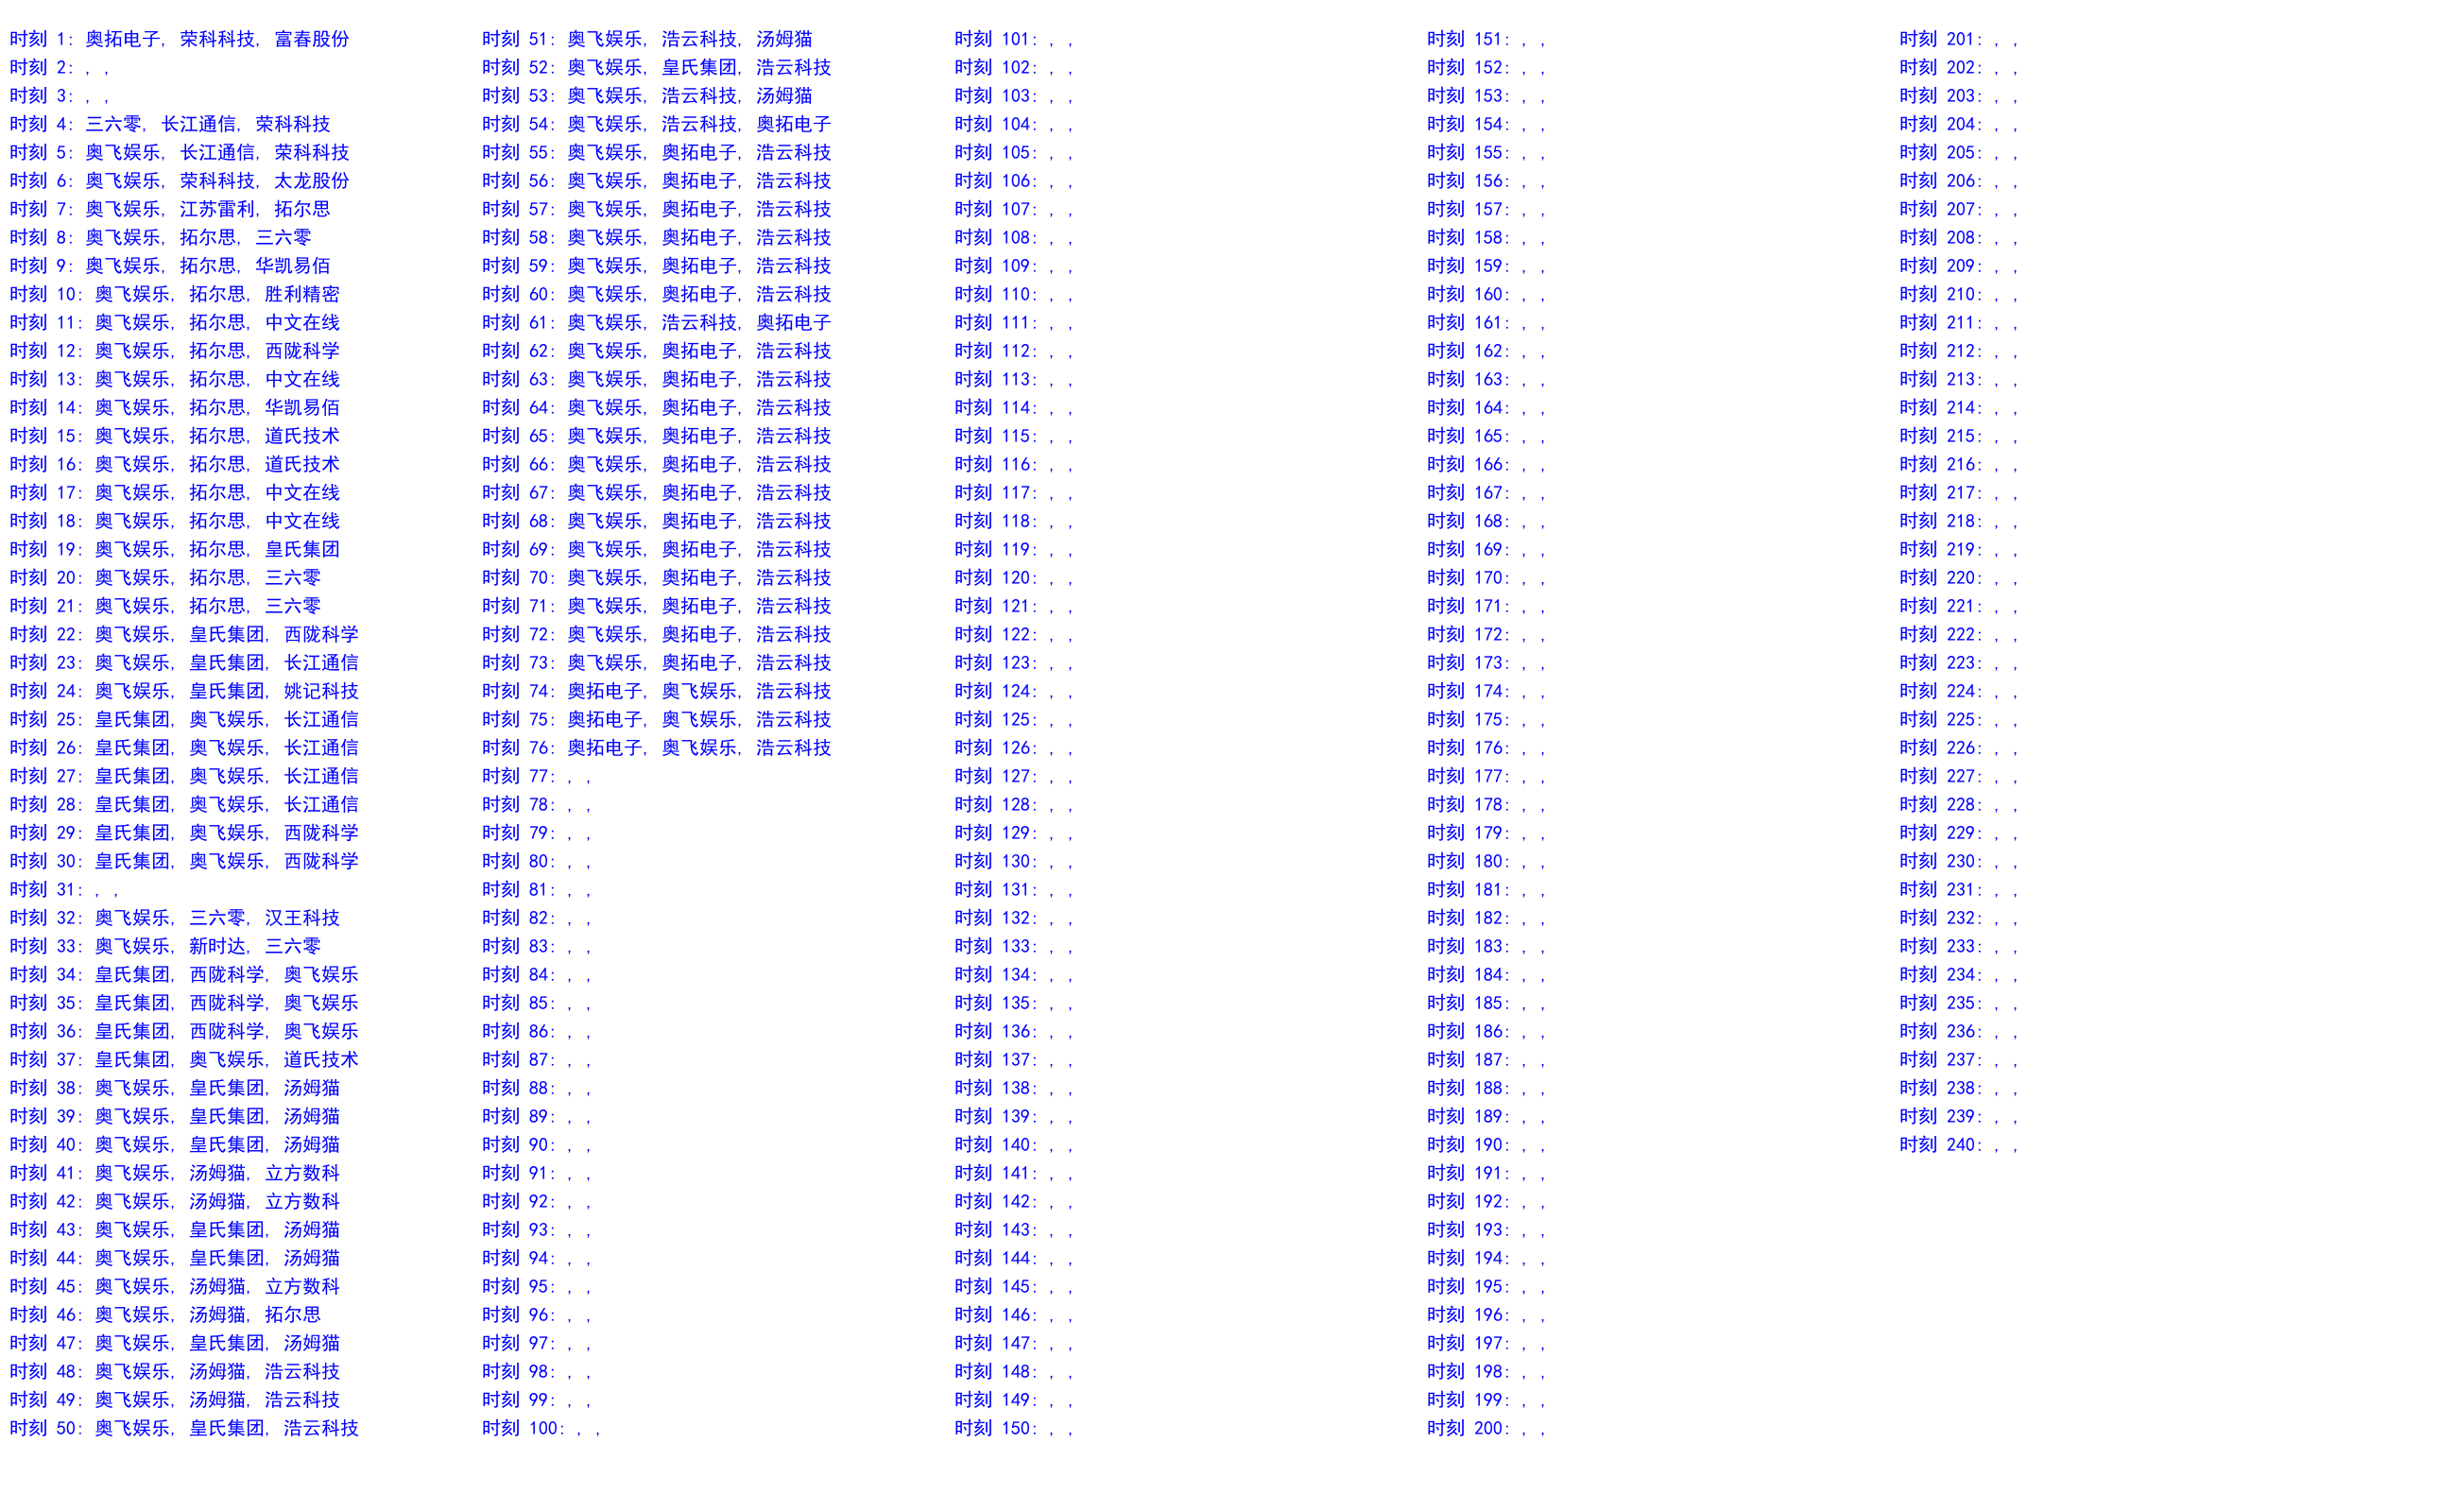 时刻 1: 奥拓电子, 荣科科技, 富春股份
时刻 2: , ,
时刻 3: , ,
时刻 4: 三六零, 长江通信, 荣科科技
时刻 5: 奥飞娱乐, 长江通信, 荣科科技
时刻 6: 奥飞娱乐, 荣科科技, 太龙股份
时刻 7: 奥飞娱乐, 江苏雷利, 拓尔思
时刻 8: 奥飞娱乐, 拓尔思, 三六零
时刻 9: 奥飞娱乐, 拓尔思, 华凯易佰
时刻 10: 奥飞娱乐, 拓尔思, 胜利精密
时刻 11: 奥飞娱乐, 拓尔思, 中文在线
时刻 12: 奥飞娱乐, 拓尔思, 西陇科学
时刻 13: 奥飞娱乐, 拓尔思, 中文在线
时刻 14: 奥飞娱乐, 拓尔思, 华凯易佰
时刻 15: 奥飞娱乐, 拓尔思, 道氏技术
时刻 16: 奥飞娱乐, 拓尔思, 道氏技术
时刻 17: 奥飞娱乐, 拓尔思, 中文在线
时刻 18: 奥飞娱乐, 拓尔思, 中文在线
时刻 19: 奥飞娱乐, 拓尔思, 皇氏集团
时刻 20: 奥飞娱乐, 拓尔思, 三六零
时刻 21: 奥飞娱乐, 拓尔思, 三六零
时刻 22: 奥飞娱乐, 皇氏集团, 西陇科学
时刻 23: 奥飞娱乐, 皇氏集团, 长江通信
时刻 24: 奥飞娱乐, 皇氏集团, 姚记科技
时刻 25: 皇氏集团, 奥飞娱乐, 长江通信
时刻 26: 皇氏集团, 奥飞娱乐, 长江通信
时刻 27: 皇氏集团, 奥飞娱乐, 长江通信
时刻 28: 皇氏集团, 奥飞娱乐, 长江通信
时刻 29: 皇氏集团, 奥飞娱乐, 西陇科学
时刻 30: 皇氏集团, 奥飞娱乐, 西陇科学
时刻 31: , ,
时刻 32: 奥飞娱乐, 三六零, 汉王科技
时刻 33: 奥飞娱乐, 新时达, 三六零
时刻 34: 皇氏集团, 西陇科学, 奥飞娱乐
时刻 35: 皇氏集团, 西陇科学, 奥飞娱乐
时刻 36: 皇氏集团, 西陇科学, 奥飞娱乐
时刻 37: 皇氏集团, 奥飞娱乐, 道氏技术
时刻 38: 奥飞娱乐, 皇氏集团, 汤姆猫
时刻 39: 奥飞娱乐, 皇氏集团, 汤姆猫
时刻 40: 奥飞娱乐, 皇氏集团, 汤姆猫
时刻 41: 奥飞娱乐, 汤姆猫, 立方数科
时刻 42: 奥飞娱乐, 汤姆猫, 立方数科
时刻 43: 奥飞娱乐, 皇氏集团, 汤姆猫
时刻 44: 奥飞娱乐, 皇氏集团, 汤姆猫
时刻 45: 奥飞娱乐, 汤姆猫, 立方数科
时刻 46: 奥飞娱乐, 汤姆猫, 拓尔思
时刻 47: 奥飞娱乐, 皇氏集团, 汤姆猫
时刻 48: 奥飞娱乐, 汤姆猫, 浩云科技
时刻 49: 奥飞娱乐, 汤姆猫, 浩云科技
时刻 50: 奥飞娱乐, 皇氏集团, 浩云科技
时刻 51: 奥飞娱乐, 浩云科技, 汤姆猫
时刻 52: 奥飞娱乐, 皇氏集团, 浩云科技
时刻 53: 奥飞娱乐, 浩云科技, 汤姆猫
时刻 54: 奥飞娱乐, 浩云科技, 奥拓电子
时刻 55: 奥飞娱乐, 奥拓电子, 浩云科技
时刻 56: 奥飞娱乐, 奥拓电子, 浩云科技
时刻 57: 奥飞娱乐, 奥拓电子, 浩云科技
时刻 58: 奥飞娱乐, 奥拓电子, 浩云科技
时刻 59: 奥飞娱乐, 奥拓电子, 浩云科技
时刻 60: 奥飞娱乐, 奥拓电子, 浩云科技
时刻 61: 奥飞娱乐, 浩云科技, 奥拓电子
时刻 62: 奥飞娱乐, 奥拓电子, 浩云科技
时刻 63: 奥飞娱乐, 奥拓电子, 浩云科技
时刻 64: 奥飞娱乐, 奥拓电子, 浩云科技
时刻 65: 奥飞娱乐, 奥拓电子, 浩云科技
时刻 66: 奥飞娱乐, 奥拓电子, 浩云科技
时刻 67: 奥飞娱乐, 奥拓电子, 浩云科技
时刻 68: 奥飞娱乐, 奥拓电子, 浩云科技
时刻 69: 奥飞娱乐, 奥拓电子, 浩云科技
时刻 70: 奥飞娱乐, 奥拓电子, 浩云科技
时刻 71: 奥飞娱乐, 奥拓电子, 浩云科技
时刻 72: 奥飞娱乐, 奥拓电子, 浩云科技
时刻 73: 奥飞娱乐, 奥拓电子, 浩云科技
时刻 74: 奥拓电子, 奥飞娱乐, 浩云科技
时刻 75: 奥拓电子, 奥飞娱乐, 浩云科技
时刻 76: 奥拓电子, 奥飞娱乐, 浩云科技
时刻 77: , ,
时刻 78: , ,
时刻 79: , ,
时刻 80: , ,
时刻 81: , ,
时刻 82: , ,
时刻 83: , ,
时刻 84: , ,
时刻 85: , ,
时刻 86: , ,
时刻 87: , ,
时刻 88: , ,
时刻 89: , ,
时刻 90: , ,
时刻 91: , ,
时刻 92: , ,
时刻 93: , ,
时刻 94: , ,
时刻 95: , ,
时刻 96: , ,
时刻 97: , ,
时刻 98: , ,
时刻 99: , ,
时刻 100: , ,
时刻 101: , ,
时刻 102: , ,
时刻 103: , ,
时刻 104: , ,
时刻 105: , ,
时刻 106: , ,
时刻 107: , ,
时刻 108: , ,
时刻 109: , ,
时刻 110: , ,
时刻 111: , ,
时刻 112: , ,
时刻 113: , ,
时刻 114: , ,
时刻 115: , ,
时刻 116: , ,
时刻 117: , ,
时刻 118: , ,
时刻 119: , ,
时刻 120: , ,
时刻 121: , ,
时刻 122: , ,
时刻 123: , ,
时刻 124: , ,
时刻 125: , ,
时刻 126: , ,
时刻 127: , ,
时刻 128: , ,
时刻 129: , ,
时刻 130: , ,
时刻 131: , ,
时刻 132: , ,
时刻 133: , ,
时刻 134: , ,
时刻 135: , ,
时刻 136: , ,
时刻 137: , ,
时刻 138: , ,
时刻 139: , ,
时刻 140: , ,
时刻 141: , ,
时刻 142: , ,
时刻 143: , ,
时刻 144: , ,
时刻 145: , ,
时刻 146: , ,
时刻 147: , ,
时刻 148: , ,
时刻 149: , ,
时刻 150: , ,
时刻 151: , ,
时刻 152: , ,
时刻 153: , ,
时刻 154: , ,
时刻 155: , ,
时刻 156: , ,
时刻 157: , ,
时刻 158: , ,
时刻 159: , ,
时刻 160: , ,
时刻 161: , ,
时刻 162: , ,
时刻 163: , ,
时刻 164: , ,
时刻 165: , ,
时刻 166: , ,
时刻 167: , ,
时刻 168: , ,
时刻 169: , ,
时刻 170: , ,
时刻 171: , ,
时刻 172: , ,
时刻 173: , ,
时刻 174: , ,
时刻 175: , ,
时刻 176: , ,
时刻 177: , ,
时刻 178: , ,
时刻 179: , ,
时刻 180: , ,
时刻 181: , ,
时刻 182: , ,
时刻 183: , ,
时刻 184: , ,
时刻 185: , ,
时刻 186: , ,
时刻 187: , ,
时刻 188: , ,
时刻 189: , ,
时刻 190: , ,
时刻 191: , ,
时刻 192: , ,
时刻 193: , ,
时刻 194: , ,
时刻 195: , ,
时刻 196: , ,
时刻 197: , ,
时刻 198: , ,
时刻 199: , ,
时刻 200: , ,
时刻 201: , ,
时刻 202: , ,
时刻 203: , ,
时刻 204: , ,
时刻 205: , ,
时刻 206: , ,
时刻 207: , ,
时刻 208: , ,
时刻 209: , ,
时刻 210: , ,
时刻 211: , ,
时刻 212: , ,
时刻 213: , ,
时刻 214: , ,
时刻 215: , ,
时刻 216: , ,
时刻 217: , ,
时刻 218: , ,
时刻 219: , ,
时刻 220: , ,
时刻 221: , ,
时刻 222: , ,
时刻 223: , ,
时刻 224: , ,
时刻 225: , ,
时刻 226: , ,
时刻 227: , ,
时刻 228: , ,
时刻 229: , ,
时刻 230: , ,
时刻 231: , ,
时刻 232: , ,
时刻 233: , ,
时刻 234: , ,
时刻 235: , ,
时刻 236: , ,
时刻 237: , ,
时刻 238: , ,
时刻 239: , ,
时刻 240: , ,